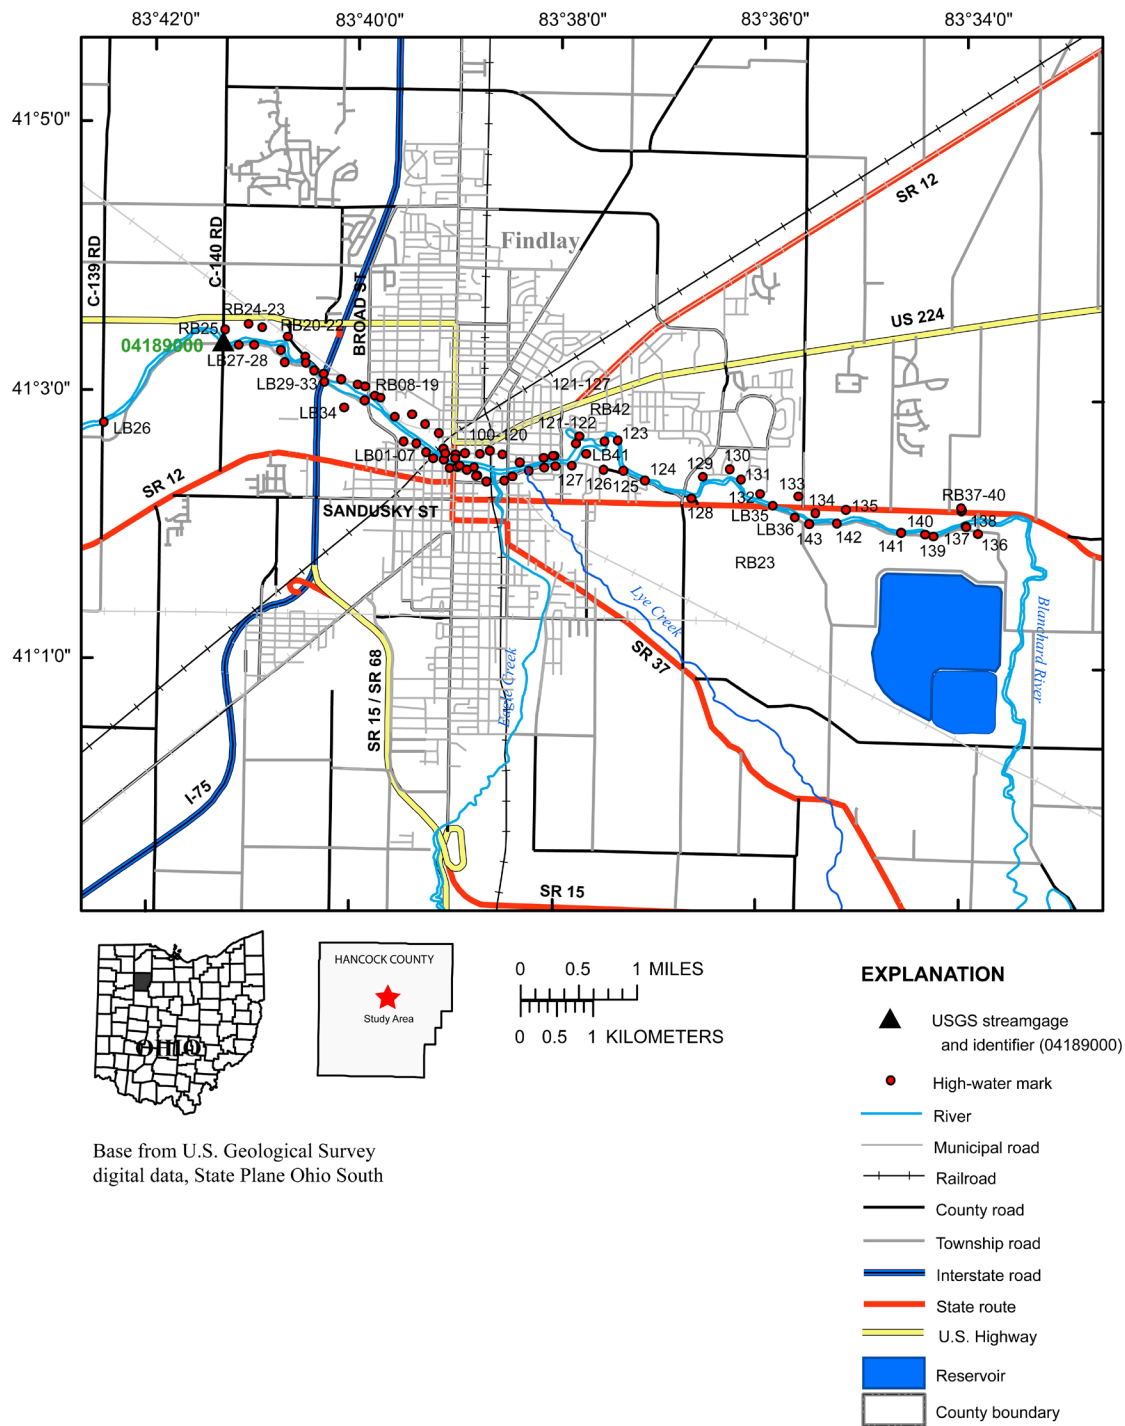 83°42'0"
83°40'0"
83°38'0"
83°36'0"
83°34'0"
41°5'0"
SR 12
C-139 RD
C-140 RD
Findlay
BROAD ST
RB24-23
RB25
RB20-22
US 224
04189000
LB27-28
41°3'0"
LB29-33
RB08-19
121-127
LB34
RB42
LB26
121-122
123
100-120
LB01-07
LB41
130
129
131
124
127
126
125
SR 12
133
132
134
135
RB37-40
128
SANDUSKY ST
LB35
LB36
143
142
140
138
141
139
137
136
RB23
Lye Creek
Blanchard River
41°1'0"
SR 37
Eagle Creek
SR 15 / SR 68
I-75
SR 15
HANCOCK COUNTY
Study Area
OHIO
0 0.5 1 MILES
0 0.5 1 KILOMETERS
Base from U.S. Geological Survey
digital data, State Plane Ohio South
EXPLANATION
USGS streamgage
and identifier (04189000)
High-water mark
River
Municipal road
Railroad
County road
Township road
Interstate road
State route
U.S. Highway
Reservoir
County boundary